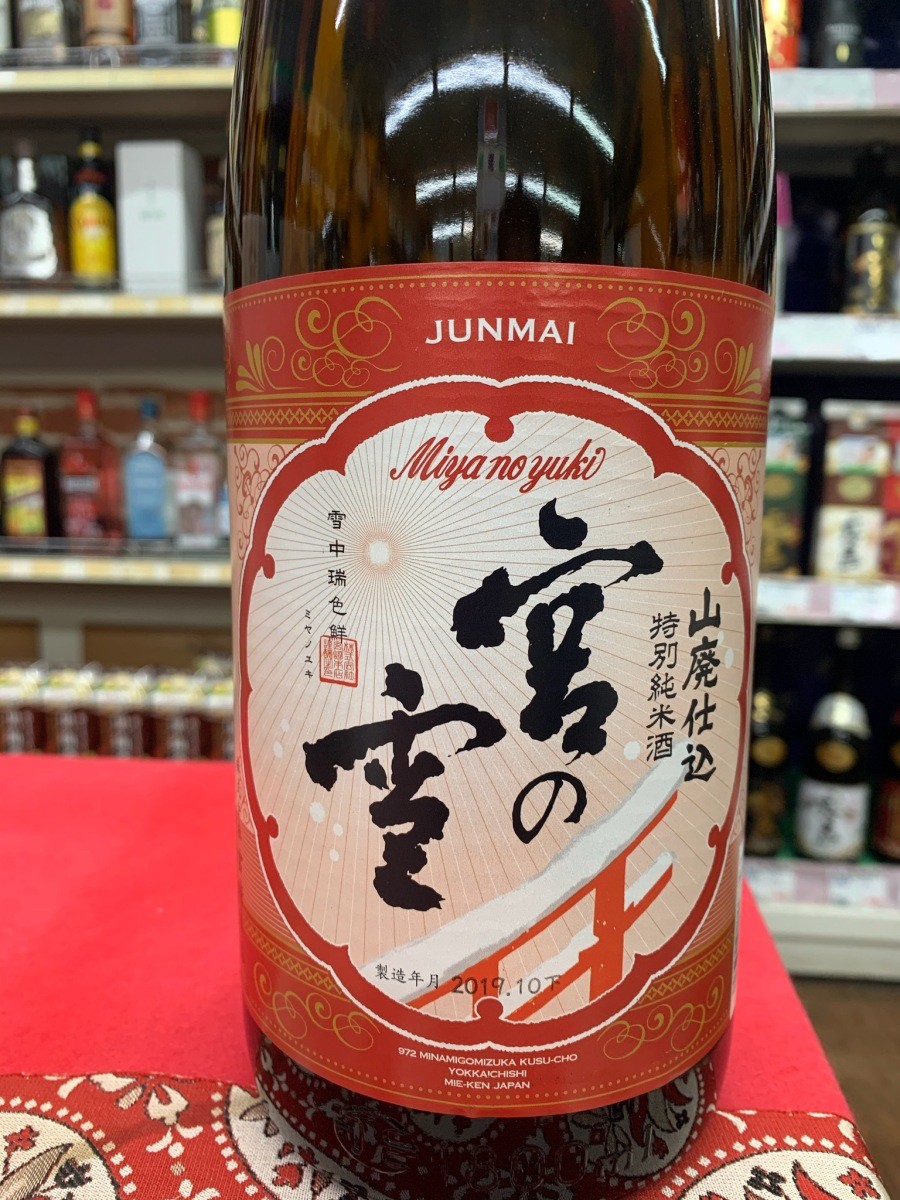 JUNMAI
Miya no yuki
宮の
雪
山廃仕込
特別純米酒
雪中瑞色鮮
ミヤノユキ
製造年月 2019.10下
972 MINAMIGOMIZUKA KUSU-CHO
YOKKAICHISHI
MIE-KEN JAPAN